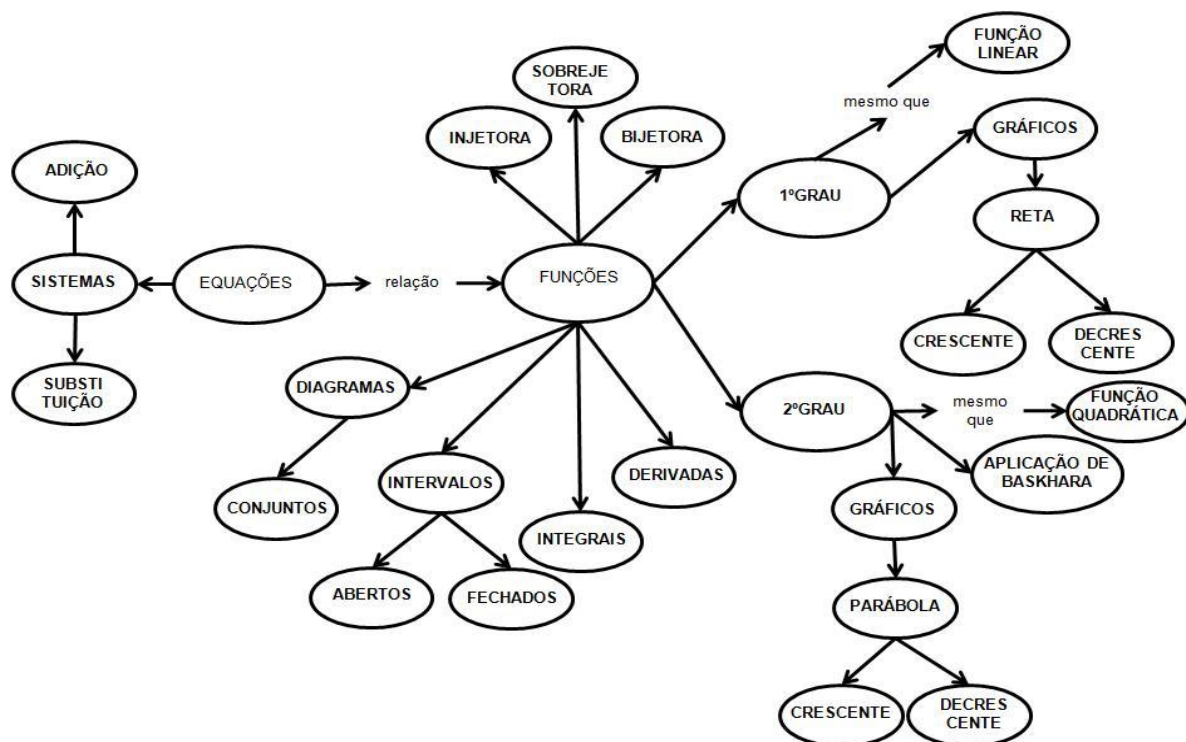 FUNÇÃO
LINEAR
SOBREJE
TORA
mesmo que
INJETORA
BIJETORA
GRÁFICOS
ADIÇÃO
1ºGRAU
RETA
SISTEMAS
EQUAÇÕES
relação
FUNÇÕES
CRESCENTE
DECRES
CENTE
SUBSTI
TUIÇÃO
DIAGRAMAS
2ºGRAU
mesmo
que
FUNÇÃO
QUADRÁTICA
INTERVALOS
DERIVADAS
APLICAÇÃO DE
BASKHARA
CONJUNTOS
GRÁFICOS
INTEGRAIS
ABERTOS
FECHADOS
PARÁBOLA
CRESCENTE
DECRES
CENTE